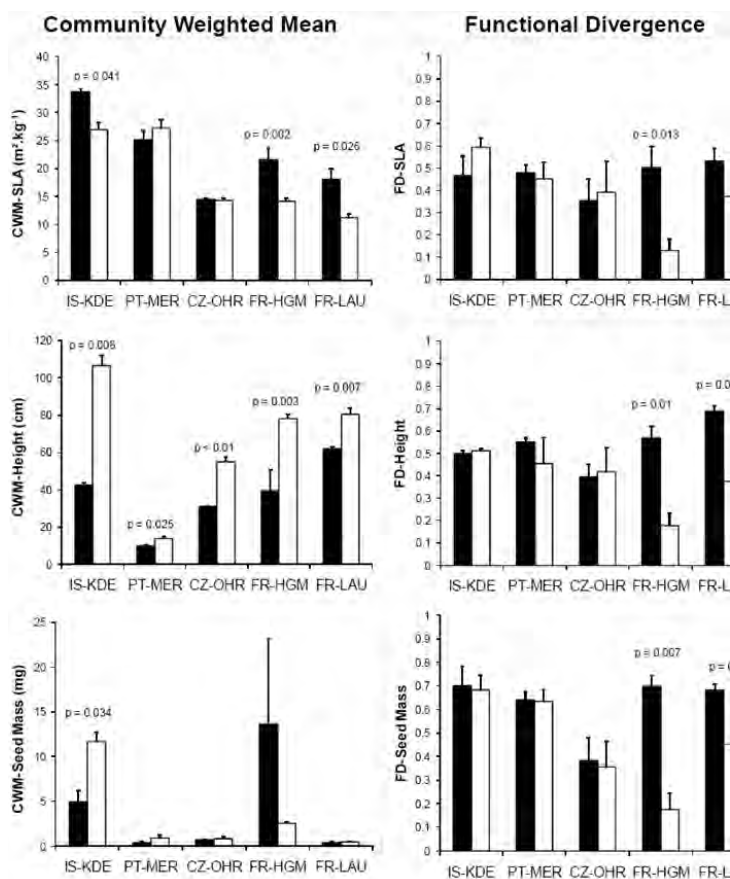 Community Weighted Mean
Functional Divergence
CWM-SLA (m².kg⁻¹)
40
35
30
25
20
15
10
5
0
p = 0.041
p = 0.002
p = 0.026
IS-KDE PT-MER CZ-OHR FR-HGM FR-LAU
FD-SLA
1
0.9
0.8
0.7
0.6
0.5
0.4
0.3
0.2
0.1
0
p = 0.013
IS-KDE PT-MER CZ-OHR FR-HGM FR-L
CWM-Height (cm)
120
100
80
60
40
20
0
p = 0.006
p = 0.025
p < 0.01
p = 0.003
p = 0.007
IS-KDE PT-MER CZ-OHR FR-HGM FR-LAU
FD-Height
1
0.9
0.8
0.7
0.6
0.5
0.4
0.3
0.2
0.1
0
p = 0.01
p = 0.0
IS-KDE PT-MER CZ-OHR FR-HGM FR-L
CWM-Seed Mass (mg)
25
20
15
10
5
0
p = 0.034
IS-KDE PT-MER CZ-OHR FR-HGM FR-LAU
FD-Seed Mass
1
0.9
0.8
0.7
0.6
0.5
0.4
0.3
0.2
0.1
0
p = 0.007
IS-KDE PT-MER CZ-OHR FR-HGM FR-LA